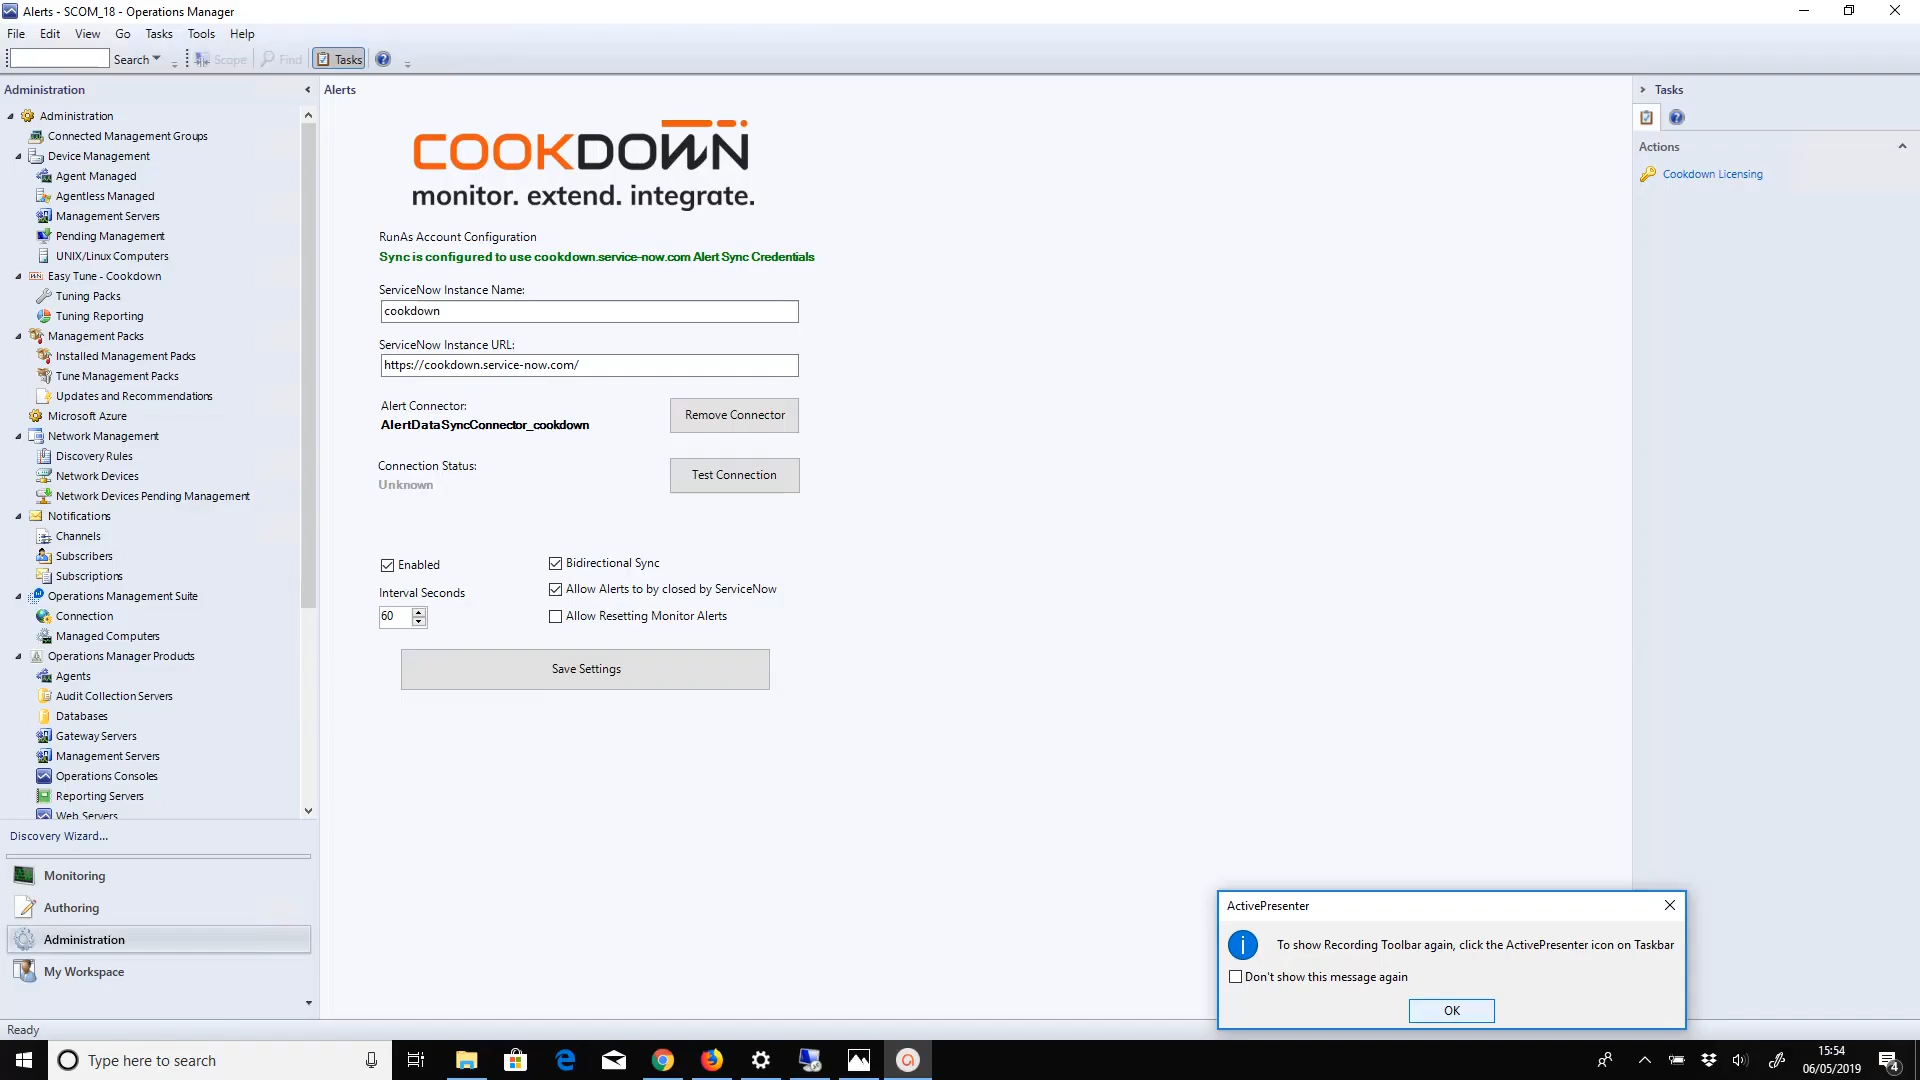 Alerts - SCOM_18 - Operations Manager
File Edit View Go Tasks Tools Help
Search Scope Find Tasks
Administration
Administration
Connected Management Groups
Device Management
Agent Managed
Agentless Managed
Management Servers
Pending Management
UNIX/Linux Computers
Easy Tune - Cookdown
Tuning Packs
Tuning Reporting
Management Packs
Installed Management Packs
Tune Management Packs
Updates and Recommendations
Microsoft Azure
Network Management
Discovery Rules
Network Devices
Network Devices Pending Management
Notifications
Channels
Subscribers
Subscriptions
Operations Management Suite
Connection
Managed Computers
Operations Manager Products
Agents
Audit Collection Servers
Databases
Gateway Servers
Management Servers
Operations Consoles
Reporting Servers
Web Servers
Discovery Wizard...
Monitoring
Authoring
Administration
My Workspace
Alerts
COOKDOWN
monitor. extend. integrate.
RunAs Account Configuration
Sync is configured to use cookdown.service-now.com Alert Sync Credentials
ServiceNow Instance Name:
cookdown
ServiceNow Instance URL:
https://cookdown.service-now.com/
Alert Connector:
AlertDataSyncConnector_cookdown
Remove Connector
Connection Status:
Unknown
Test Connection
Enabled
Interval Seconds
60
Bidirectional Sync
Allow Alerts to by closed by ServiceNow
Allow Resetting Monitor Alerts
Save Settings
Tasks
Actions
Cookdown Licensing
ActivePresenter
To show Recording Toolbar again, click the ActivePresenter icon on Taskbar
Don't show this message again
OK
Ready
Type here to search
15:54
06/05/2019
4